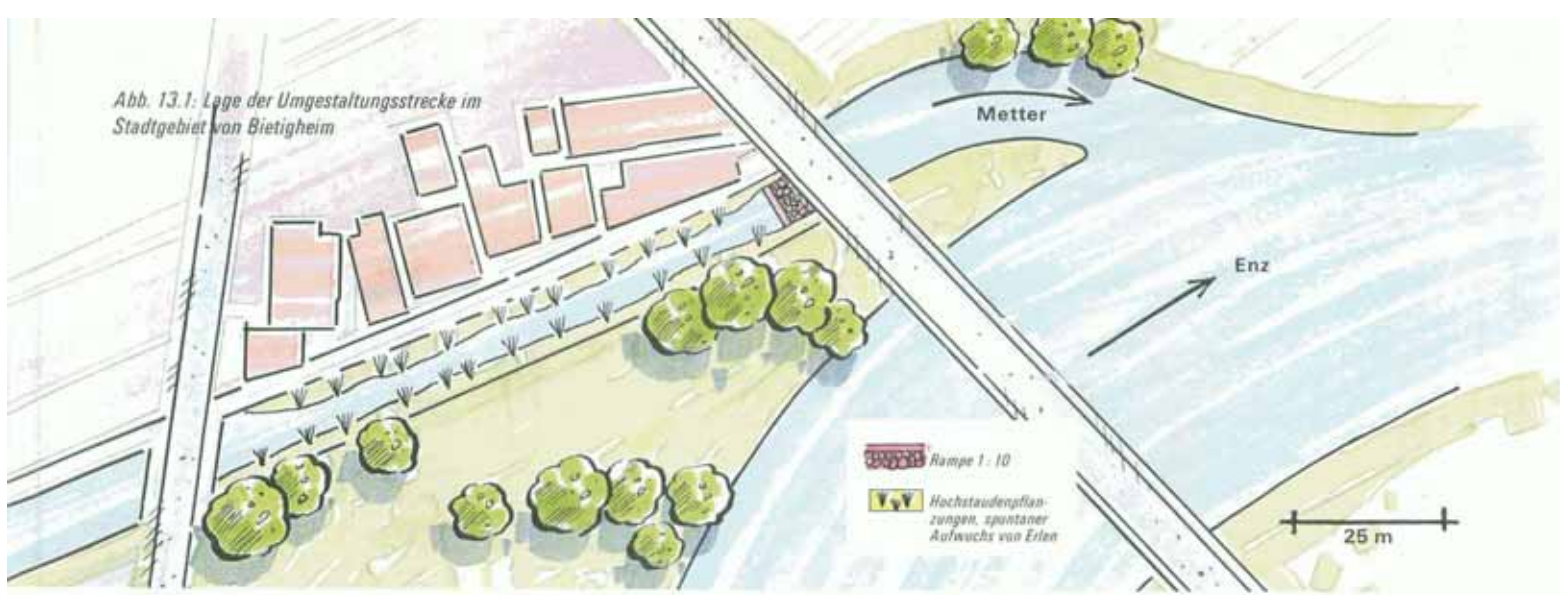 Abb. 13.1: Lage der Umgestaltungsstrecke im
Stadtgebiet von Bietigheim
Metter
Enz
Rampe 1 : 10
Hochstaudenpflan-
zungen, spontaner
Aufwuchs von Erlen
25 m